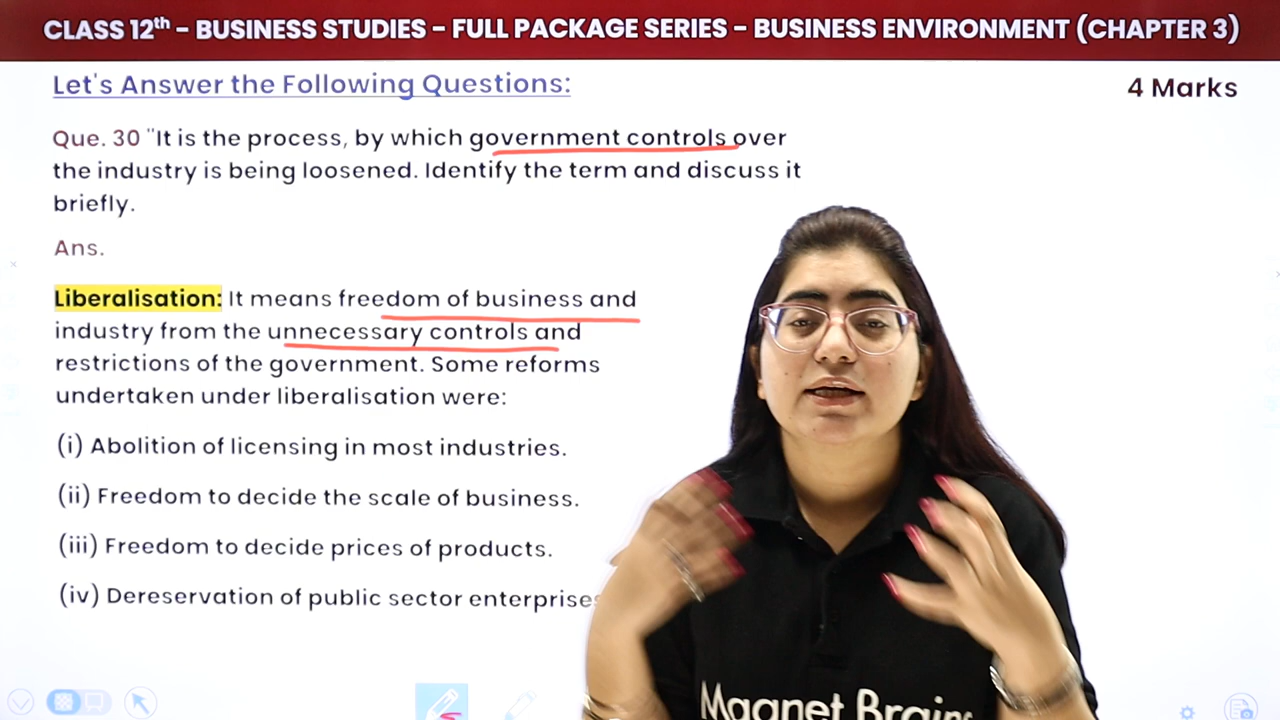 CLASS 12th – BUSINESS STUDIES – FULL PACKAGE SERIES – BUSINESS ENVIRONMENT (CHAPTER 3)
Let's Answer the Following Questions:
4 Marks
Que. 30 "It is the process, by which government controls over
the industry is being loosened. Identify the term and discuss it
briefly.
Ans.
Liberalisation: It means freedom of business and
industry from the unnecessary controls and
restrictions of the government. Some reforms
undertaken under liberalisation were:
(i) Abolition of licensing in most industries.
(ii) Freedom to decide the scale of business.
(iii) Freedom to decide prices of products.
(iv) Dereservation of public sector enterprises
Magnet Brains